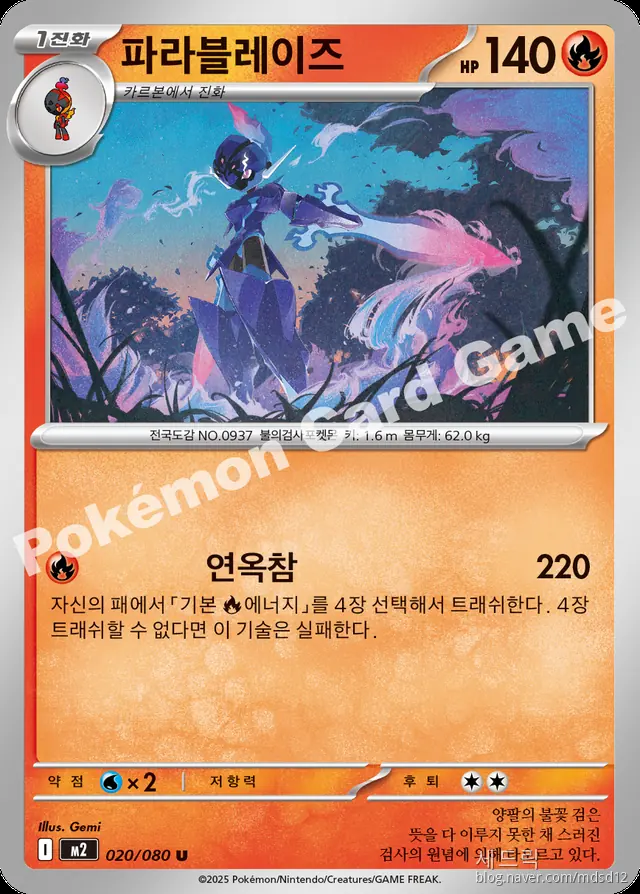 1진화
파라블레이즈
HP 140
카르본에서 진화
전국도감 NO.0937 불의검사포켓몬 키: 1.6 m 몸무게: 62.0 kg
Pokémon Card Game
연옥참 220
자신의 패에서 「기본 에너지」를 4장 선택해서 트래쉬한다. 4장
트래쉬할 수 없다면 이 기술은 실패한다.
약점 ×2 저항력 후퇴
양팔의 불꽃 검은
뜻을 다 이루지 못한 채 스러진
검사의 원념에 의해 타오르고 있다.
Illus. Gemi
I M2 020/080 U
세드릭
blog.naver.com/mdsd12
©2025 Pokémon/Nintendo/Creatures/GAME FREAK.